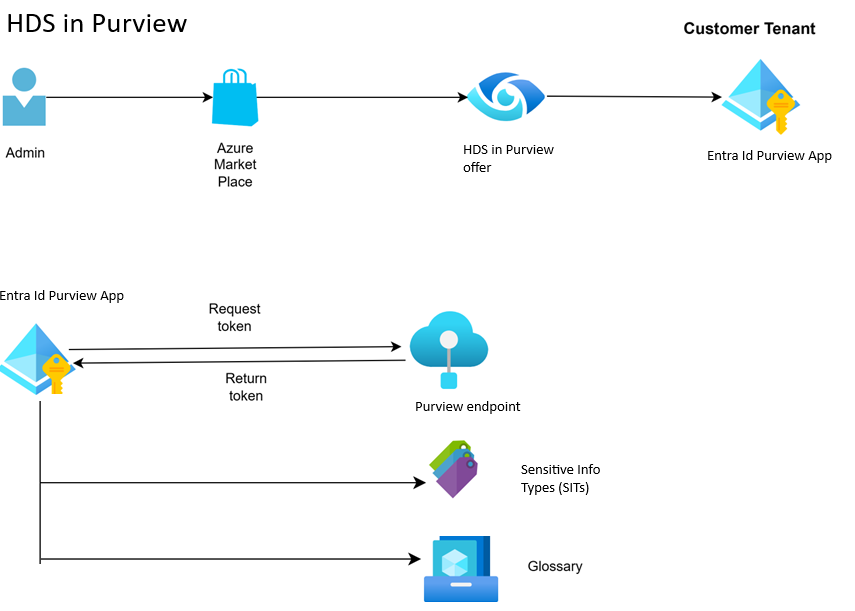 HDS in Purview
Customer Tenant
Admin
Azure
Market
Place
HDS in Purview
offer
Entra Id Purview App
Entra Id Purview App
Request
token
Return
token
Purview endpoint
Sensitive Info
Types (SITs)
Glossary